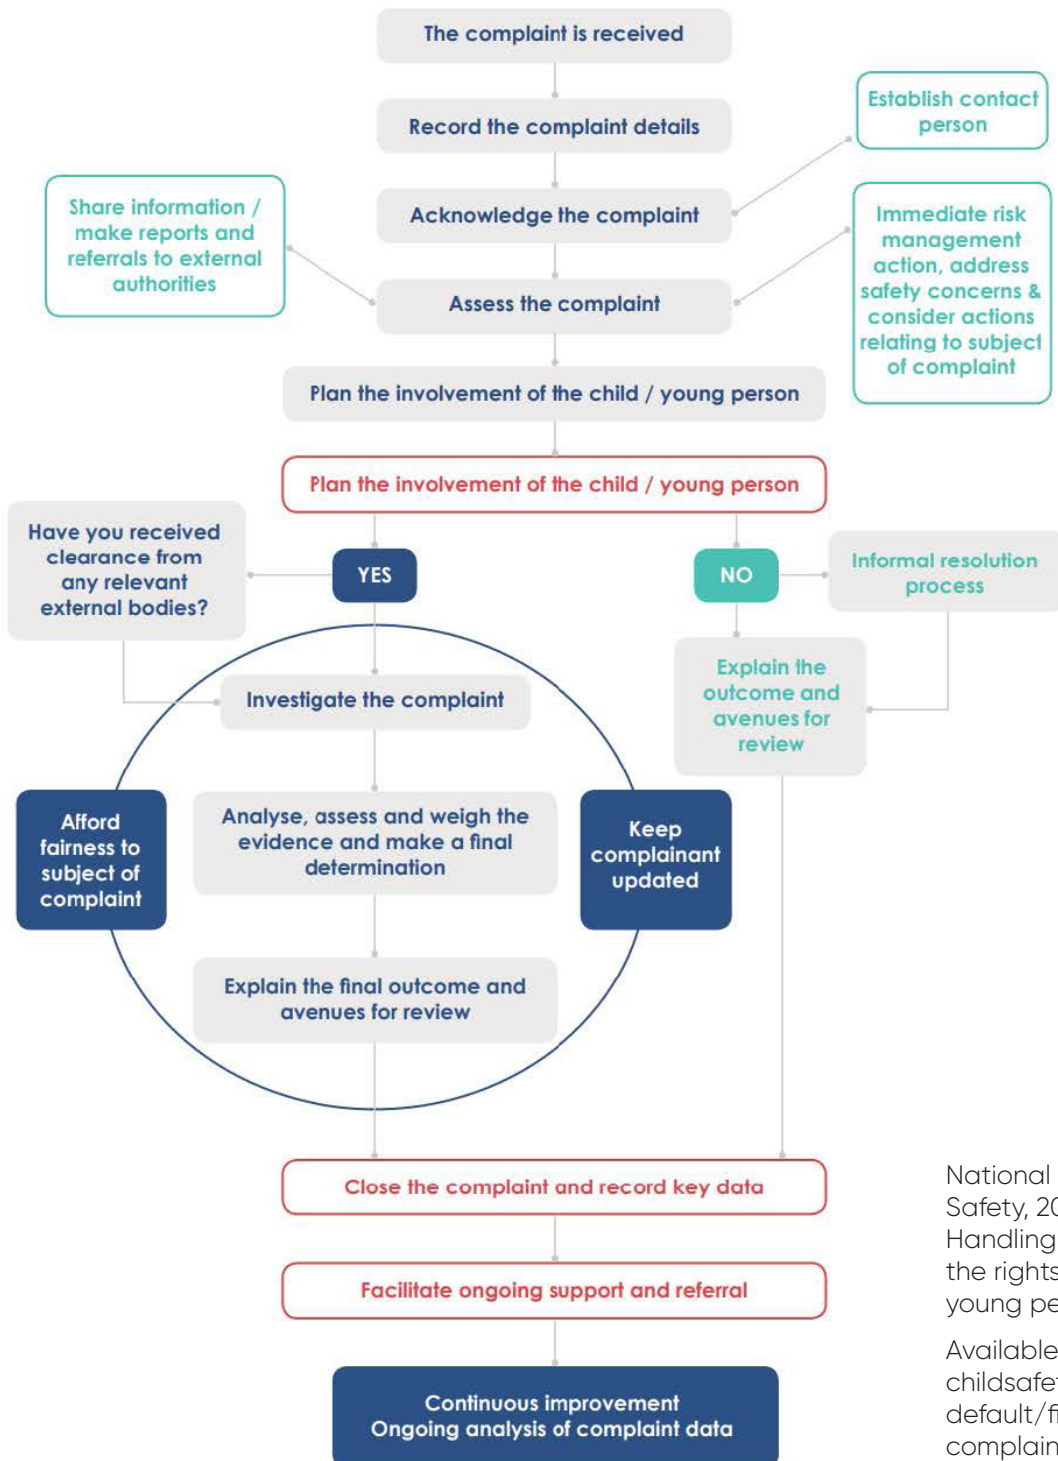 The complaint is received
Record the complaint details
Establish contact
person
Acknowledge the complaint
Share information /
make reports and
referrals to external
authorities
Immediate risk
management
action, address
safety concerns &
consider actions
relating to subject
of complaint
Assess the complaint
Plan the involvement of the child / young person
Plan the involvement of the child / young person
Have you received
clearance from
any relevant
external bodies?
YES
NO
Informal resolution
process
Explain the
outcome and
avenues for
review
Investigate the complaint
Afford
fairness to
subject of
complaint
Analyse, assess and weigh the
evidence and make a final
determination
Keep
complainant
updated
Explain the final outcome and
avenues for review
Close the complaint and record key data
Facilitate ongoing support and referral
Continuous improvement
Ongoing analysis of complaint data
National
Safety,
Handling
the rights
young
Available